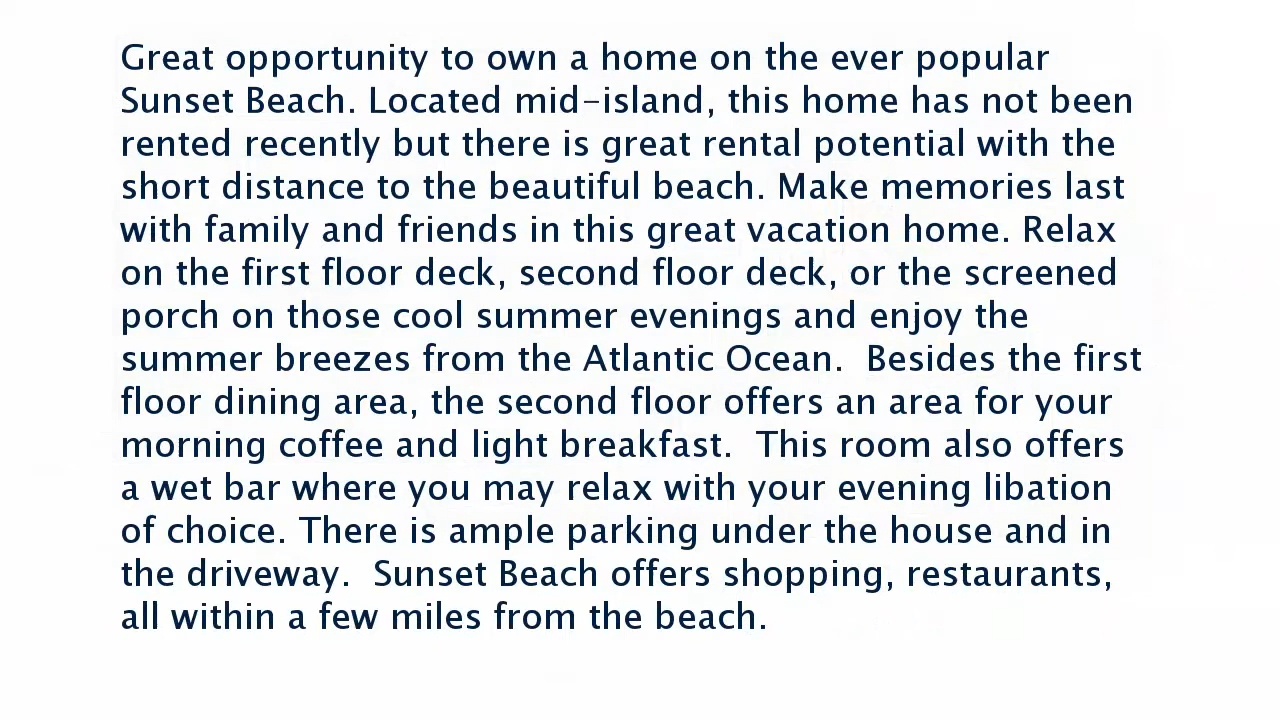 Great opportunity to own a home on the ever popular
Sunset Beach. Located mid-island, this home has not been
rented recently but there is great rental potential with the
short distance to the beautiful beach. Make memories last
with family and friends in this great vacation home. Relax
on the first floor deck, second floor deck, or the screened
porch on those cool summer evenings and enjoy the
summer breezes from the Atlantic Ocean.  Besides the first
floor dining area, the second floor offers an area for your
morning coffee and light breakfast.  This room also offers
a wet bar where you may relax with your evening libation
of choice. There is ample parking under the house and in
the driveway.  Sunset Beach offers shopping, restaurants,
all within a few miles from the beach.